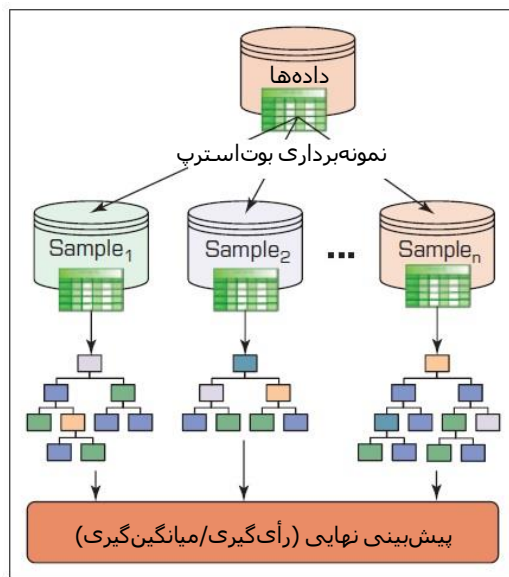 داده‌ها
نمونه‌برداری بوت‌استرپ
Sample₁
Sample₂
...
Sampleₙ
پیش‌بینی نهایی (رأی‌گیری/میانگین‌گیری)